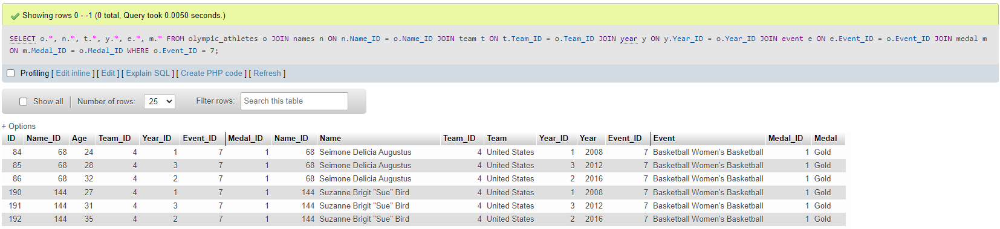 Showing rows 0 - -1 (0 total, Query took 0.0050 seconds.)
SELECT o.*, n.*, t.*, y.*, e.*, m.* FROM olympic_athletes o JOIN names n ON n.Name_ID = o.Name_ID JOIN team t ON t.Team_ID = o.Team_ID JOIN year y ON y.Year_ID = o.Year_ID JOIN event e ON e.Event_ID = o.Event_ID JOIN medal m
ON m.Medal_ID = o.Medal_ID WHERE o.Event_ID = 7;
Profiling [ Edit inline ] [ Edit ] [ Explain SQL ] [ Create PHP code ] [ Refresh ]
Show all Number of rows: 25 Filter rows: Search this table
+ Options
ID Name_ID Age Team_ID Year_ID Event_ID Medal_ID Name_ID Name Team_ID Team Year_ID Year Event_ID Event Medal_ID Medal
84 68 24 4 1 7 1 68 Seimone Delicia Augustus 4 United States 1 2008 7 Basketball Women's Basketball 1 Gold
85 68 28 4 3 7 1 68 Seimone Delicia Augustus 4 United States 3 2012 7 Basketball Women's Basketball 1 Gold
86 68 32 4 2 7 1 68 Seimone Delicia Augustus 4 United States 2 2016 7 Basketball Women's Basketball 1 Gold
190 144 27 4 1 7 1 144 Suzanne Brigit "Sue" Bird 4 United States 1 2008 7 Basketball Women's Basketball 1 Gold
191 144 31 4 3 7 1 144 Suzanne Brigit "Sue" Bird 4 United States 3 2012 7 Basketball Women's Basketball 1 Gold
192 144 35 4 2 7 1 144 Suzanne Brigit "Sue" Bird 4 United States 2 2016 7 Basketball Women's Basketball 1 Gold